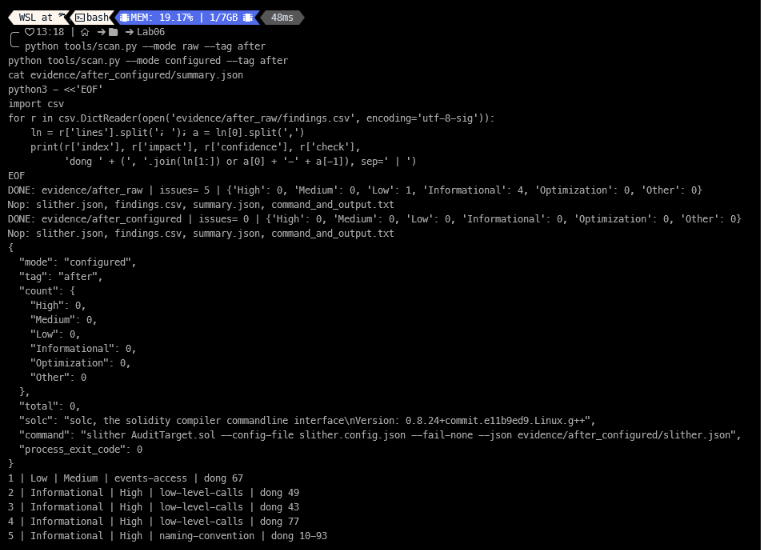 WSL at bash MEM: 19.17% | 1/7GB 48ms
13:18 | → → Lab06
python tools/scan.py --mode raw --tag after
python tools/scan.py --mode configured --tag after
cat evidence/after_configured/summary.json
python3 - <<'EOF'
import csv
for r in csv.DictReader(open('evidence/after_raw/findings.csv', encoding='utf-8-sig')):
    ln = r['lines'].split('; '); a = ln[0].split(',')
    print(r['index'], r['impact'], r['confidence'], r['check'],
          'dong ' + (', '.join(ln[1:]) or a[0] + '-' + a[-1]), sep=' | ')
EOF
DONE: evidence/after_raw | issues= 5 | {'High': 0, 'Medium': 0, 'Low': 1, 'Informational': 4, 'Optimization': 0, 'Other': 0}
Nop: slither.json, findings.csv, summary.json, command_and_output.txt
DONE: evidence/after_configured | issues= 0 | {'High': 0, 'Medium': 0, 'Low': 0, 'Informational': 0, 'Optimization': 0, 'Other': 0}
Nop: slither.json, findings.csv, summary.json, command_and_output.txt
{
  "mode": "configured",
  "tag": "after",
  "count": {
    "High": 0,
    "Medium": 0,
    "Low": 0,
    "Informational": 0,
    "Optimization": 0,
    "Other": 0
  },
  "total": 0,
  "solc": "solc, the solidity compiler commandline interface\nVersion: 0.8.24+commit.e11b9ed9.Linux.g++",
  "command": "slither AuditTarget.sol --config-file slither.config.json --fail-none --json evidence/after_configured/slither.json",
  "process_exit_code": 0
}
1 | Low | Medium | events-access | dong 67
2 | Informational | High | low-level-calls | dong 49
3 | Informational | High | low-level-calls | dong 43
4 | Informational | High | low-level-calls | dong 77
5 | Informational | High | naming-convention | dong 10-93